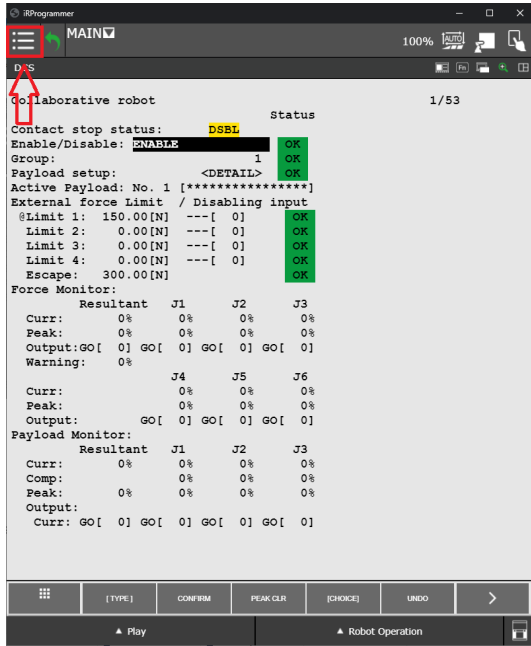 iRProgrammer
MAIN
100% AUTO
DCS Fn
Collaborative robot 1/53
Status
Contact stop status: DSBL
Enable/Disable: ENABLE OK
Group: 1 OK
Payload setup: <DETAIL> OK
Active Payload: No. 1 [****************]
External force Limit / Disabling input
@Limit 1: 150.00[N] ---[ 0] OK
Limit 2: 0.00[N] ---[ 0] OK
Limit 3: 0.00[N] ---[ 0] OK
Limit 4: 0.00[N] ---[ 0] OK
Escape: 300.00[N] OK
Force Monitor:
Resultant J1 J2 J3
Curr: 0% 0% 0% 0%
Peak: 0% 0% 0% 0%
Output:GO[ 0] GO[ 0] GO[ 0] GO[ 0]
Warning: 0%
J4 J5 J6
Curr: 0% 0% 0%
Peak: 0% 0% 0%
Output: GO[ 0] GO[ 0] GO[ 0]
Payload Monitor:
Resultant J1 J2 J3
Curr: 0% 0% 0% 0%
Comp: 0% 0% 0%
Peak: 0% 0% 0% 0%
Output:
Curr: GO[ 0] GO[ 0] GO[ 0] GO[ 0]
[ TYPE ] CONFIRM PEAK CLR [CHOICE] UNDO >
▲ Play ▲ Robot Operation